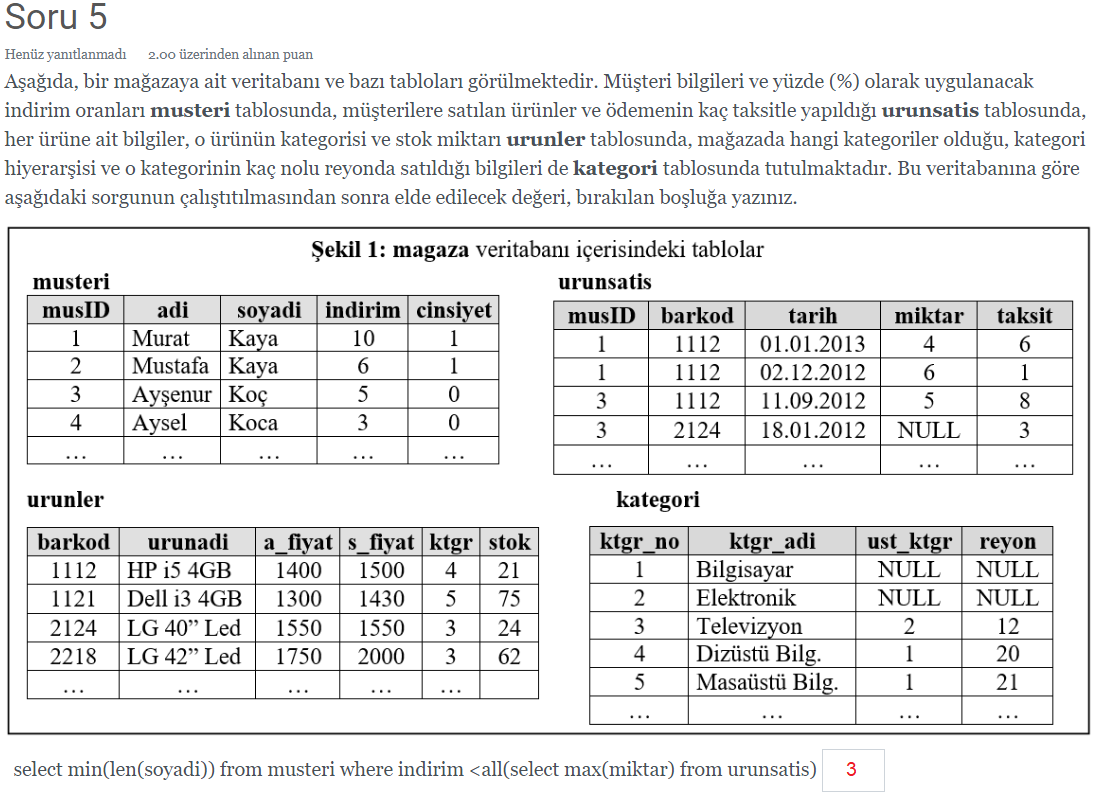 Soru 5
Henüz yanıtlanmadı 2.00 üzerinden alınan puan
Aşağıda, bir mağazaya ait veritabanı ve bazı tabloları görülmektedir. Müşteri bilgileri ve yüzde (%) olarak uygulanacak
indirim oranları musteri tablosunda, müşterilere satılan ürünler ve ödemenin kaç taksitle yapıldığı urunsatis tablosunda,
her ürüne ait bilgiler, o ürünün kategorisi ve stok miktarı urunler tablosunda, mağazada hangi kategoriler olduğu, kategori
hiyerarşisi ve o kategorinin kaç nolu reyonda satıldığı bilgileri de kategori tablosunda tutulmaktadır. Bu veritabanına göre
aşağıdaki sorgunun çalıştıtılmasından sonra elde edilecek değeri, bırakılan boşluğa yazınız.
Şekil 1: magaza veritabanı içerisindeki tablolar
musteri
musID adi soyadi indirim cinsiyet
1 Murat Kaya 10 1
2 Mustafa Kaya 6 1
3 Ayşenur Koç 5 0
4 Aysel Koca 3 0
... ... ... ... ...
urunsatis
musID barkod tarih miktar taksit
1 1112 01.01.2013 4 6
1 1112 02.12.2012 6 1
3 1112 11.09.2012 5 8
3 2124 18.01.2012 NULL 3
... ... ... ... ...
urunler
barkod urunadi a_fiyat s_fiyat ktgr stok
1112 HP i5 4GB 1400 1500 4 21
1121 Dell i3 4GB 1300 1430 5 75
2124 LG 40” Led 1550 1550 3 24
2218 LG 42” Led 1750 2000 3 62
... ... ... ... ...
kategori
ktgr_no ktgr_adi ust_ktgr reyon
1 Bilgisayar NULL NULL
2 Elektronik NULL NULL
3 Televizyon 2 12
4 Dizüstü Bilg. 1 20
5 Masaüstü Bilg. 1 21
... ... ... ...
select min(len(soyadi)) from musteri where indirim <all(select max(miktar) from urunsatis) 3